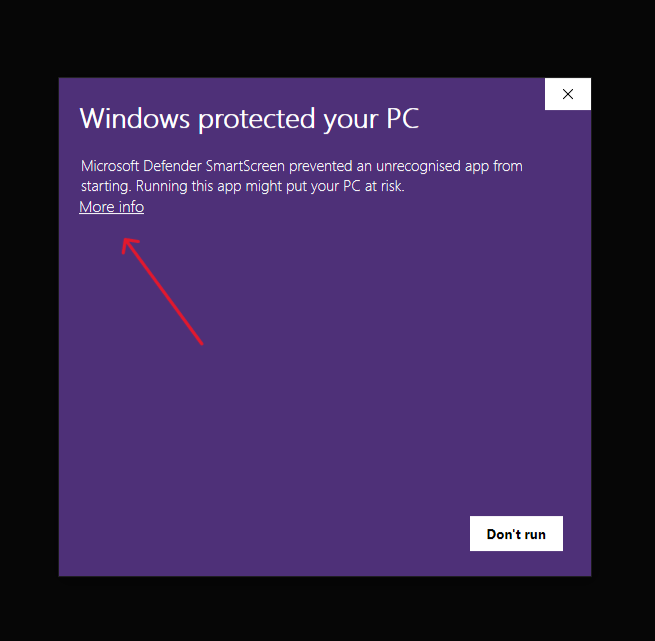 Windows protected your PC
Microsoft Defender SmartScreen prevented an unrecognised app from
starting. Running this app might put your PC at risk.
More info
Don't run